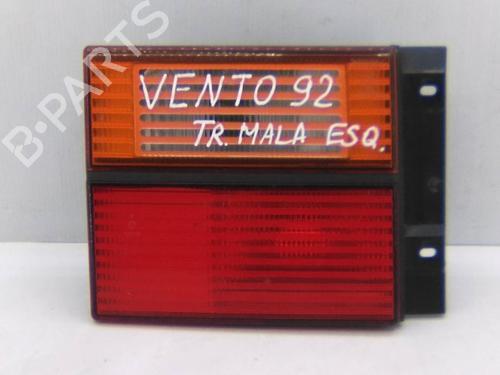 B-PARTS
VENTO 92
TR. MALA ESQ.